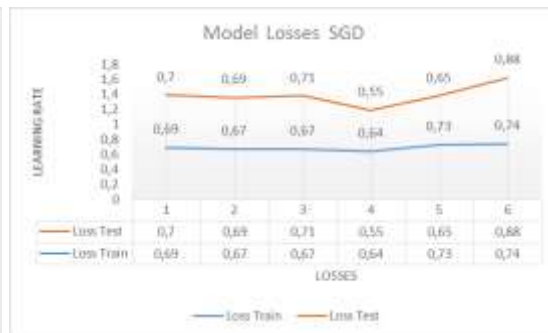 Model Losses SGD
LEARNING RATE
1,8
1,6
1,4
1,2
1
0,8
0,6
0,4
0,2
0
0,7 0,69 0,71 0,55 0,65 0,88
0,69 0,67 0,67 0,64 0,73 0,74
1 2 3 4 5 6
Loss Test 0,7 0,69 0,71 0,55 0,65 0,88
Loss Train 0,69 0,67 0,67 0,64 0,73 0,74
LOSSES
Loss Train Loss Test